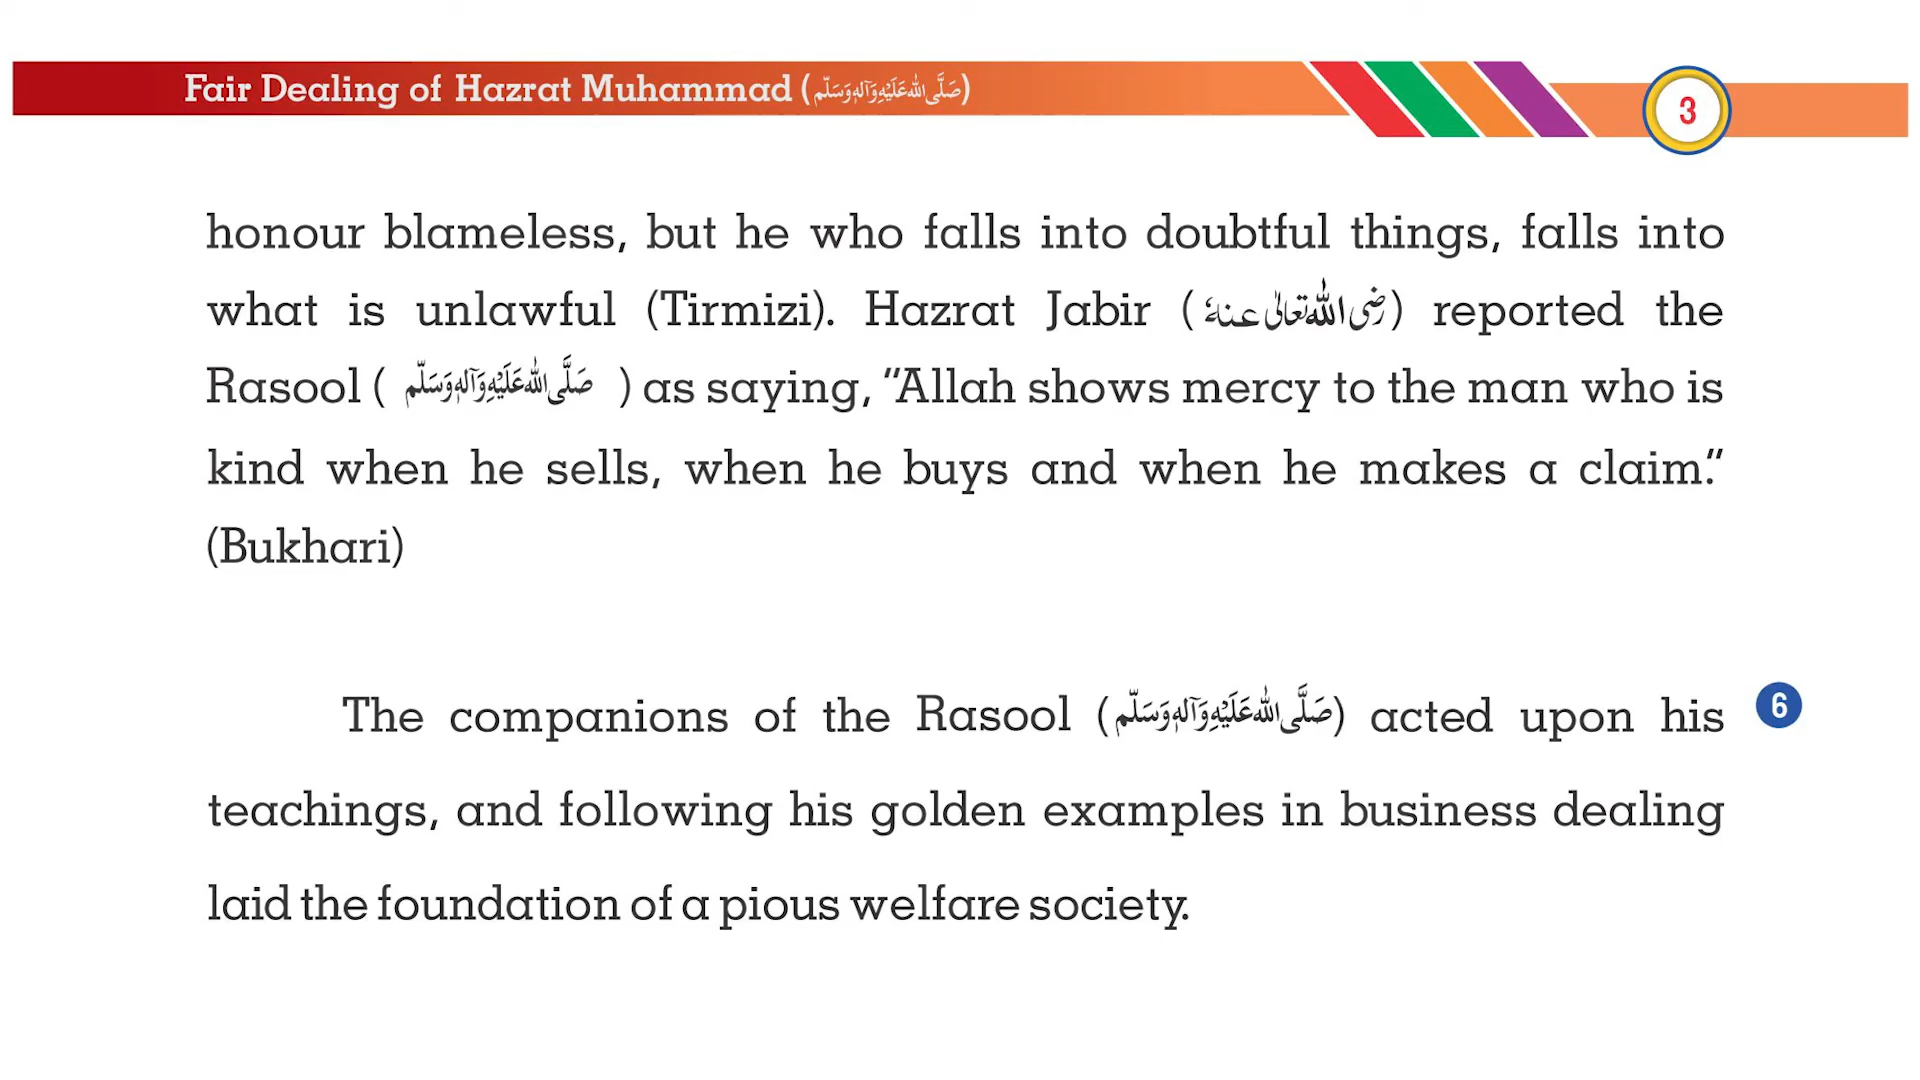 Fair Dealing of Hazrat Muhammad (صَلَّى اللهُ عَلَيْهِ وَآلِهٖ وَسَلَّم)
3
honour blameless, but he who falls into doubtful things, falls into
what is unlawful (Tirmizi). Hazrat Jabir (رضی اللہ تعالٰی عنہٗ) reported the
Rasool ( صَلَّى اللهُ عَلَيْهِ وَآلِهٖ وَسَلَّم ) as saying, “Allah shows mercy to the man who is
kind when he sells, when he buys and when he makes a claim.”
(Bukhari)
The companions of the Rasool (صَلَّى اللهُ عَلَيْهِ وَآلِهٖ وَسَلَّم) acted upon his
6
teachings, and following his golden examples in business dealing
laid the foundation of a pious welfare society.